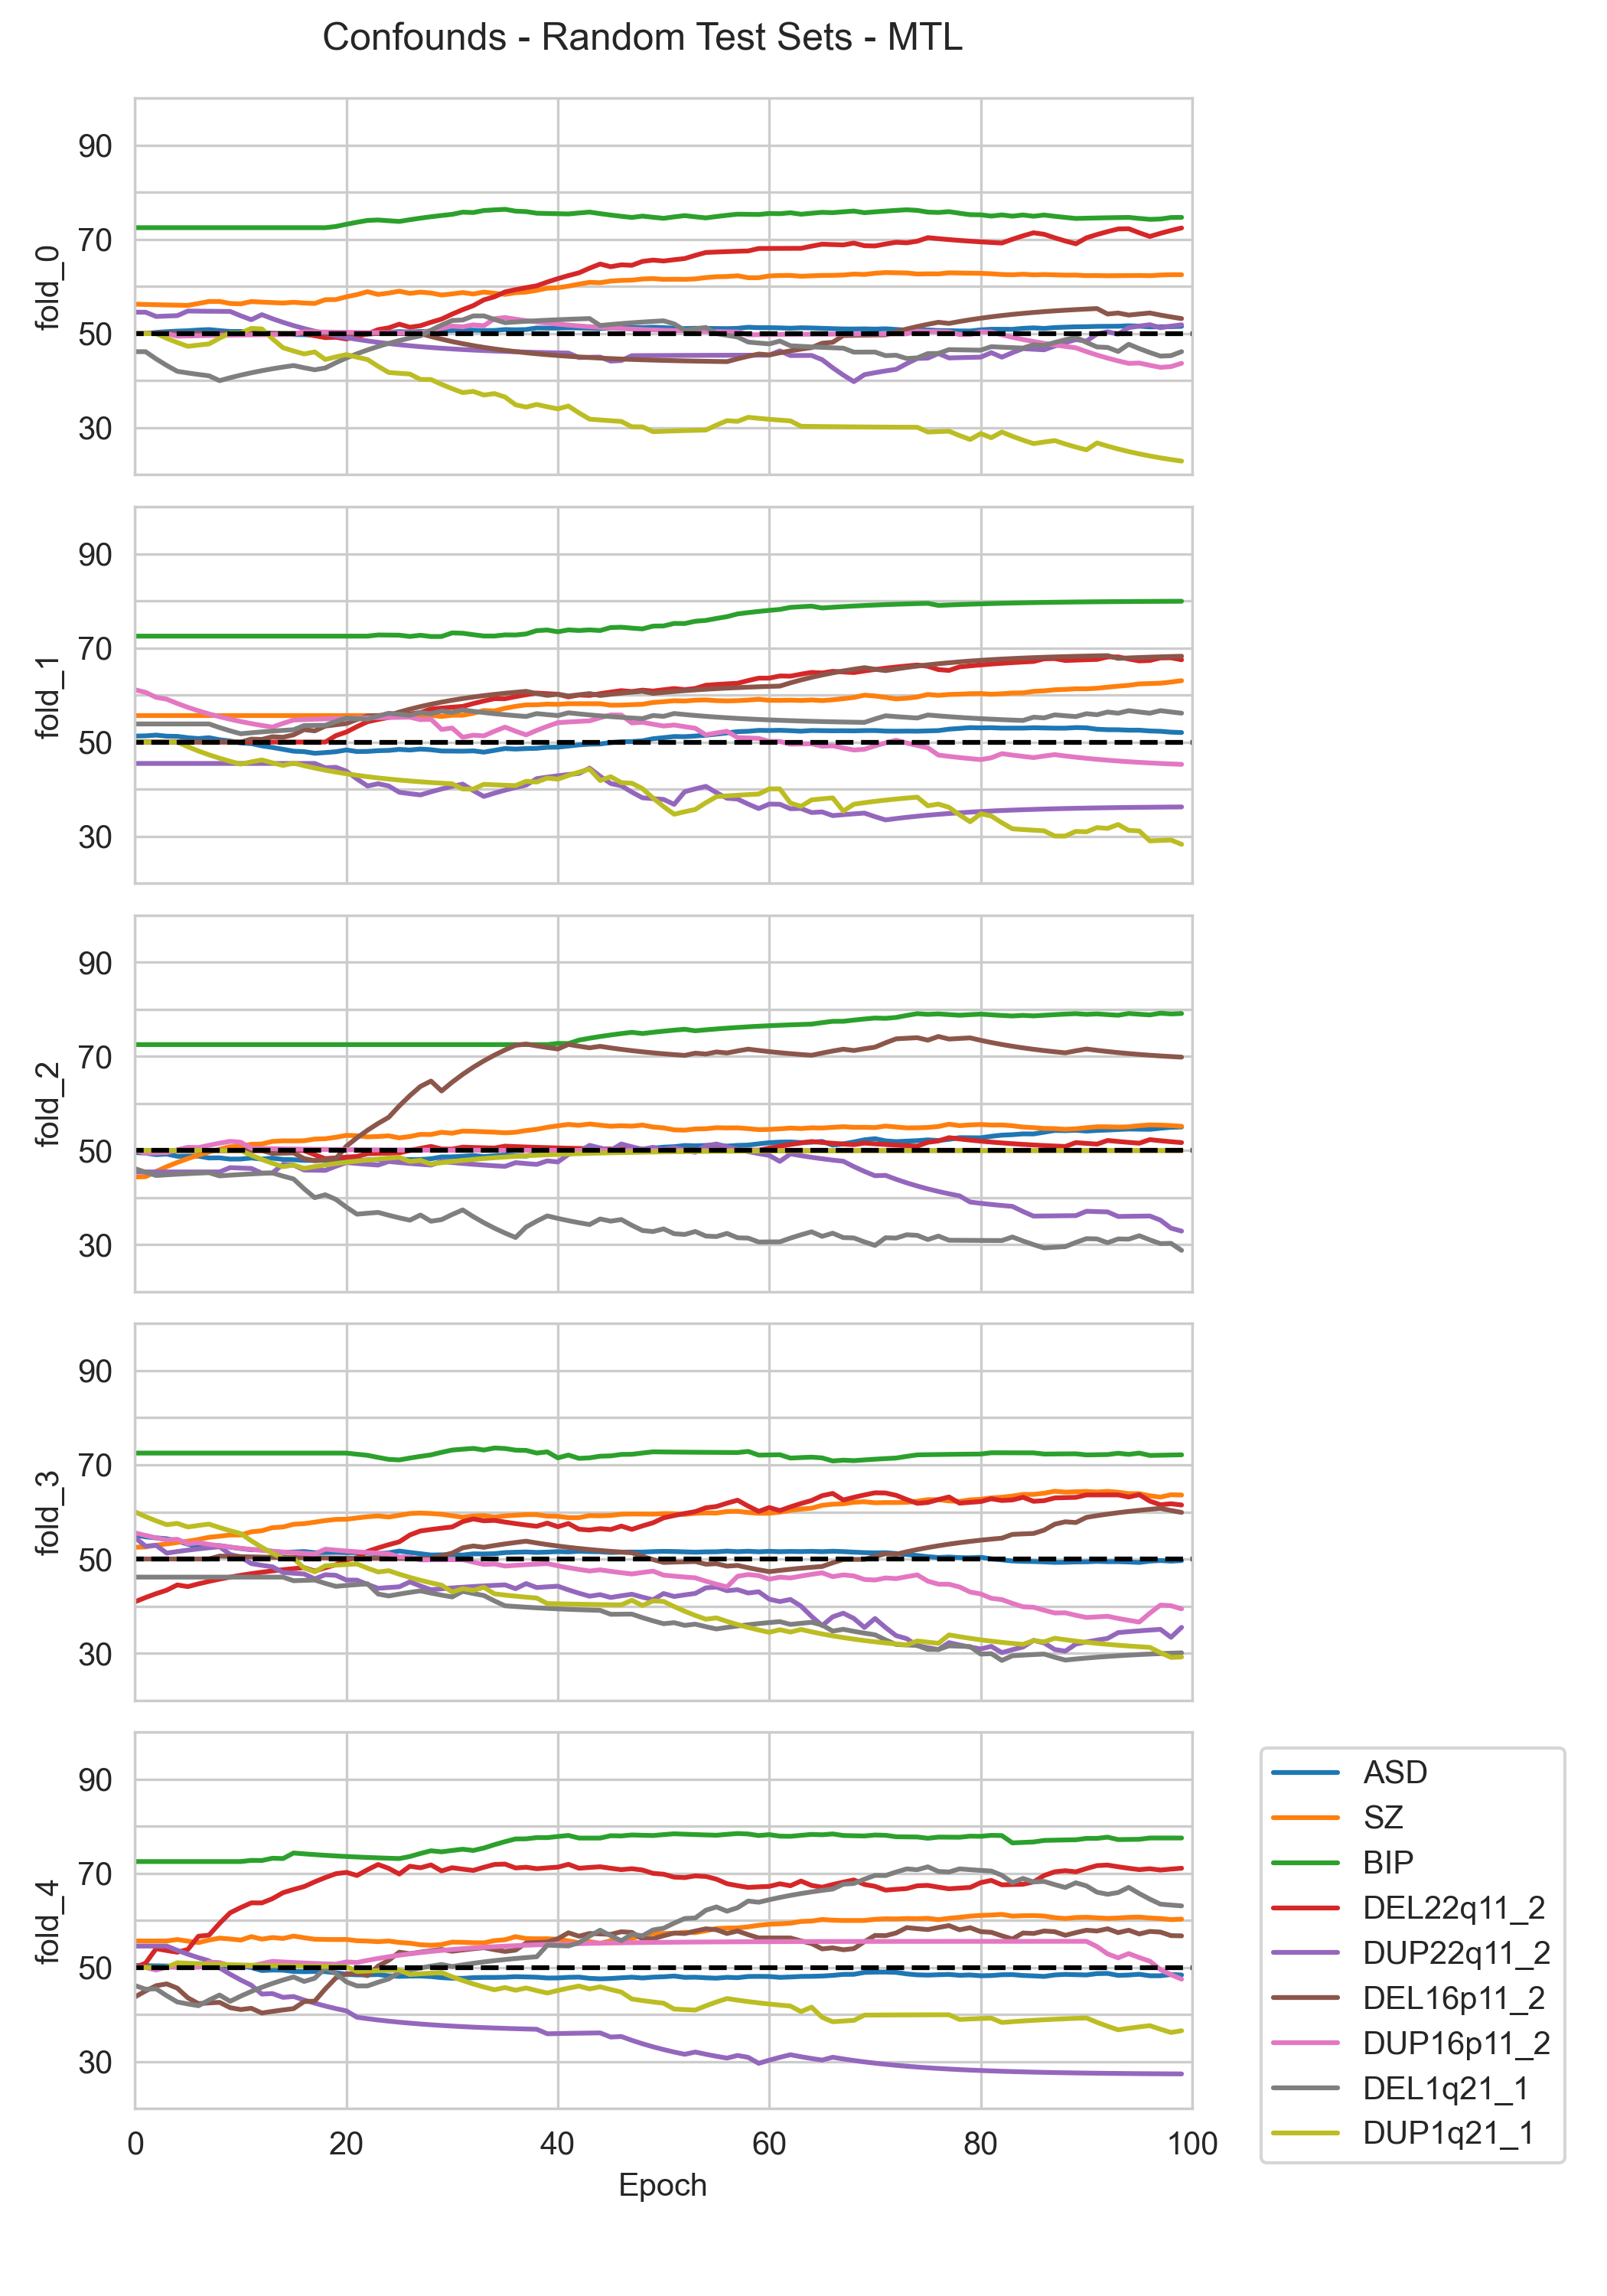 Confounds - Random Test Sets - MTL
90
70
50
30
fold_0
90
70
50
30
fold_1
90
70
50
30
fold_2
90
70
50
30
fold_3
90
70
50
30
fold_4
0 20 40 60 80 100
Epoch
ASD
SZ
BIP
DEL22q11_2
DUP22q11_2
DEL16p11_2
DUP16p11_2
DEL1q21_1
DUP1q21_1